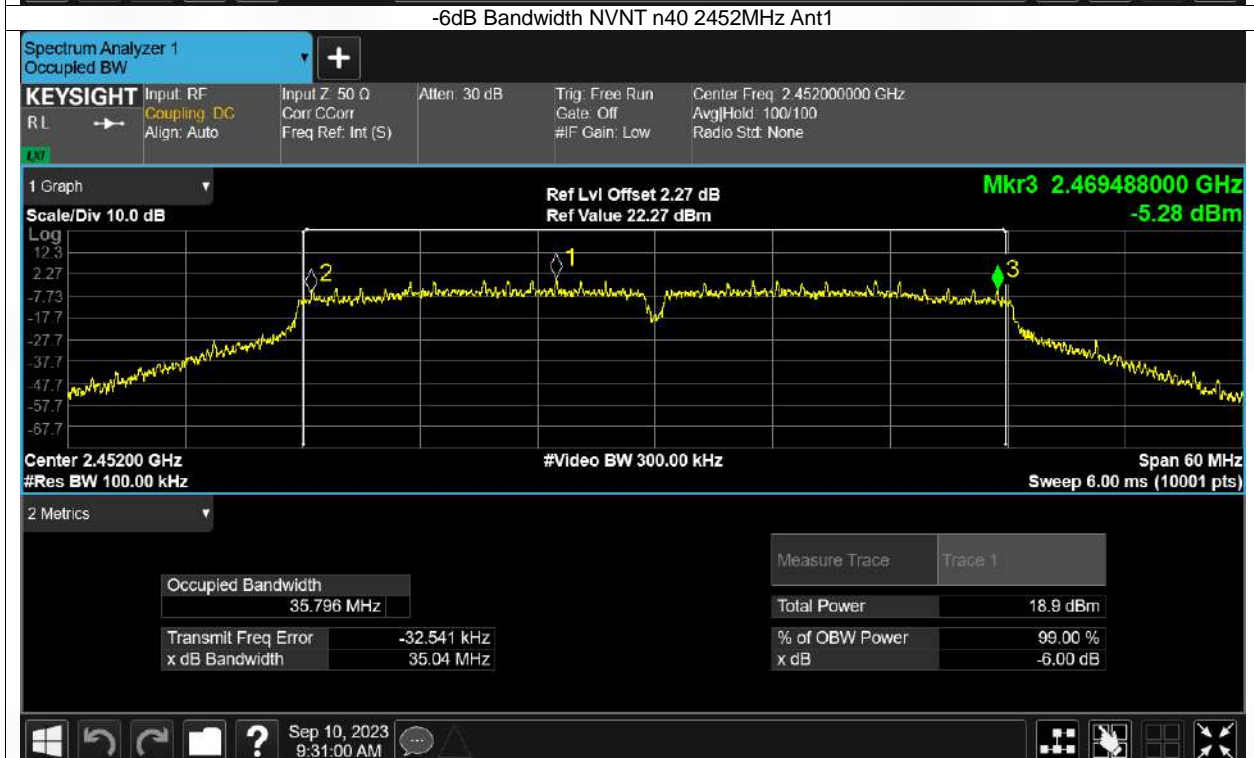 -6dB Bandwidth NVNT n40 2452MHz Ant1
Spectrum Analyzer 1
Occupied BW
+
KEYSIGHT
R L
LXI
Input: RF
Coupling: DC
Align: Auto
Input Z: 50 Ω
Corr CCorr
Freq Ref: Int (S)
Atten: 30 dB
Trig: Free Run
Gate: Off
#IF Gain: Low
Center Freq: 2.452000000 GHz
Avg|Hold: 100/100
Radio Std: None
1 Graph
Scale/Div 10.0 dB
Ref Lvl Offset 2.27 dB
Ref Value 22.27 dBm
Mkr3 2.469488000 GHz
-5.28 dBm
Log
12.3
2.27
-7.73
-17.7
-27.7
-37.7
-47.7
-57.7
-67.7
2
1
3
Center 2.45200 GHz
#Res BW 100.00 kHz
#Video BW 300.00 kHz
Span 60 MHz
Sweep 6.00 ms (10001 pts)
2 Metrics
Measure Trace Trace 1
Occupied Bandwidth
35.796 MHz
Total Power 18.9 dBm
Transmit Freq Error -32.541 kHz
% of OBW Power 99.00 %
x dB Bandwidth 35.04 MHz
x dB -6.00 dB
?
Sep 10, 2023
9:31:00 AM